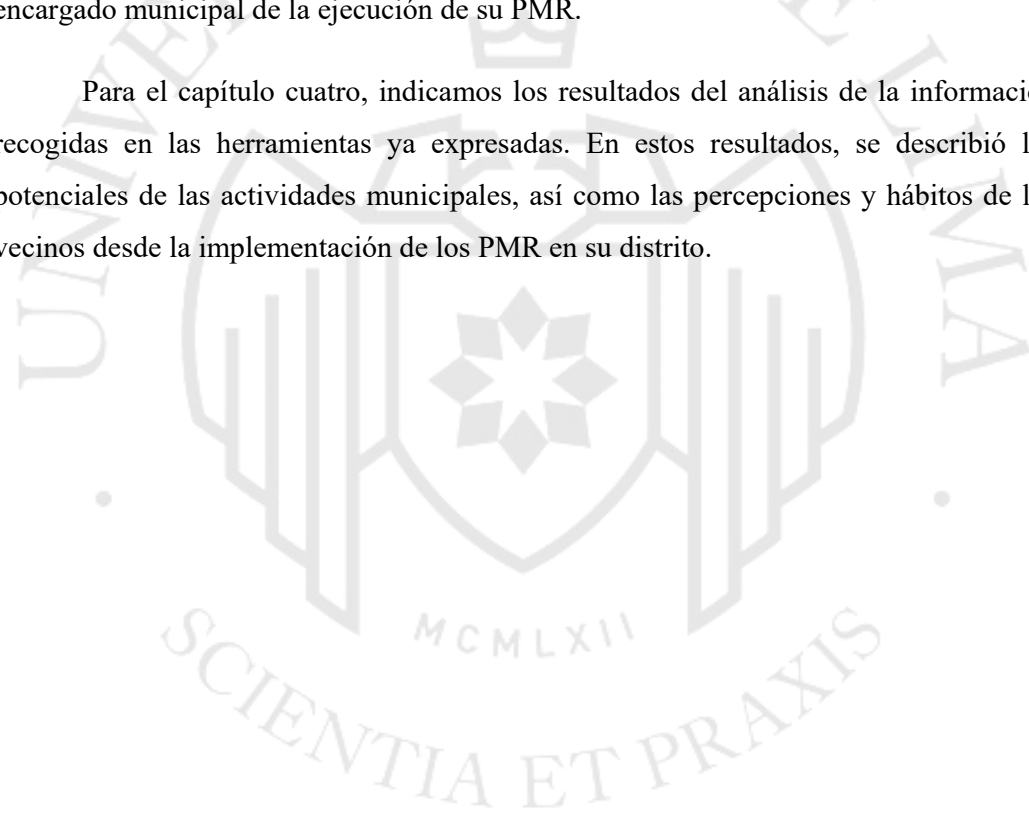 encargado municipal de la ejecución de su PMR.
Para el capítulo cuatro, indicamos los resultados del análisis de la informació
recogidas en las herramientas ya expresadas. En estos resultados, se describió l
potenciales de las actividades municipales, así como las percepciones y hábitos de l
vecinos desde la implementación de los PMR en su distrito.
UNIVE
E LIMA
MCMLXII
SCIENTIA ET PRAXIS